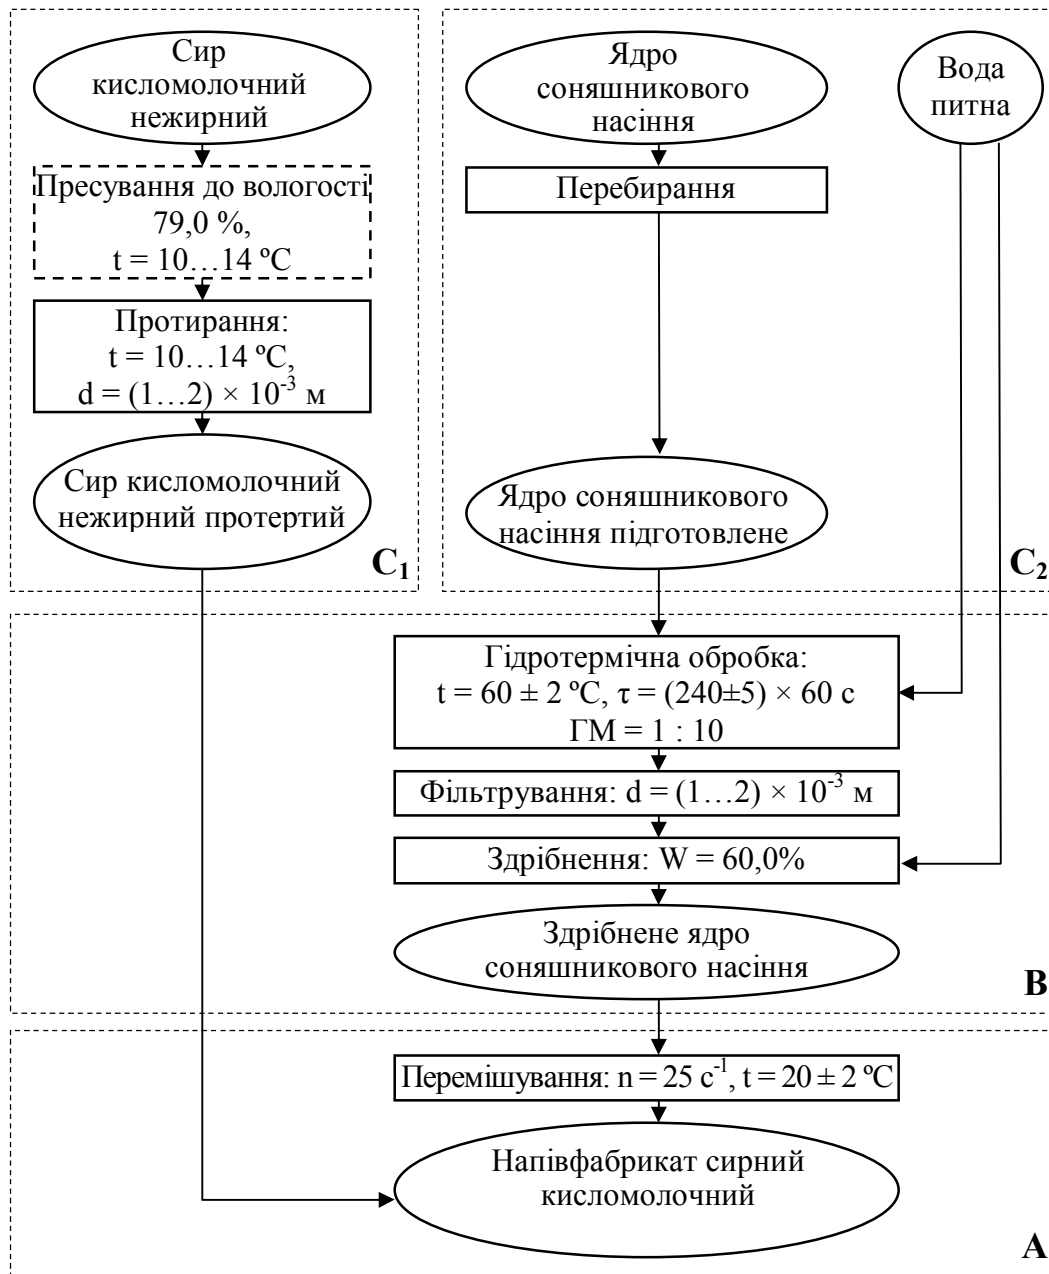 Сир
кисломолочний
нежирний
Пресування до вологості
79,0 %,
t = 10…14 ºС
Протирання:
t = 10…14 ºС,
d = (1…2) × 10⁻³ м
Сир кисломолочний
нежирний протертий
С₁
Ядро
соняшникового
насіння
Перебирання
Ядро соняшникового
насіння підготовлене
Вода
питна
С₂
Гідротермічна обробка:
t = 60 ± 2 ºС, τ = (240±5) × 60 с
ГМ = 1 : 10
Фільтрування: d = (1…2) × 10⁻³ м
Здрібнення: W = 60,0%
Здрібнене ядро
соняшникового насіння
В
Перемішування: n = 25 с⁻¹, t = 20 ± 2 ºС
Напівфабрикат сирний
кисломолочний
А